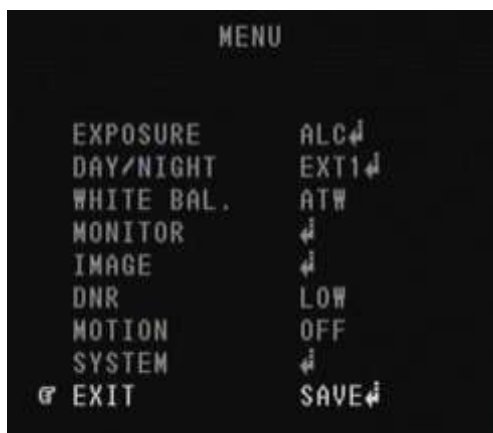 MENU
EXPOSURE ALC↲
DAY/NIGHT EXT1↲
WHITE BAL. ATW
MONITOR ↲
IMAGE ↲
DNR LOW
MOTION OFF
SYSTEM ↲
☞ EXIT SAVE↲